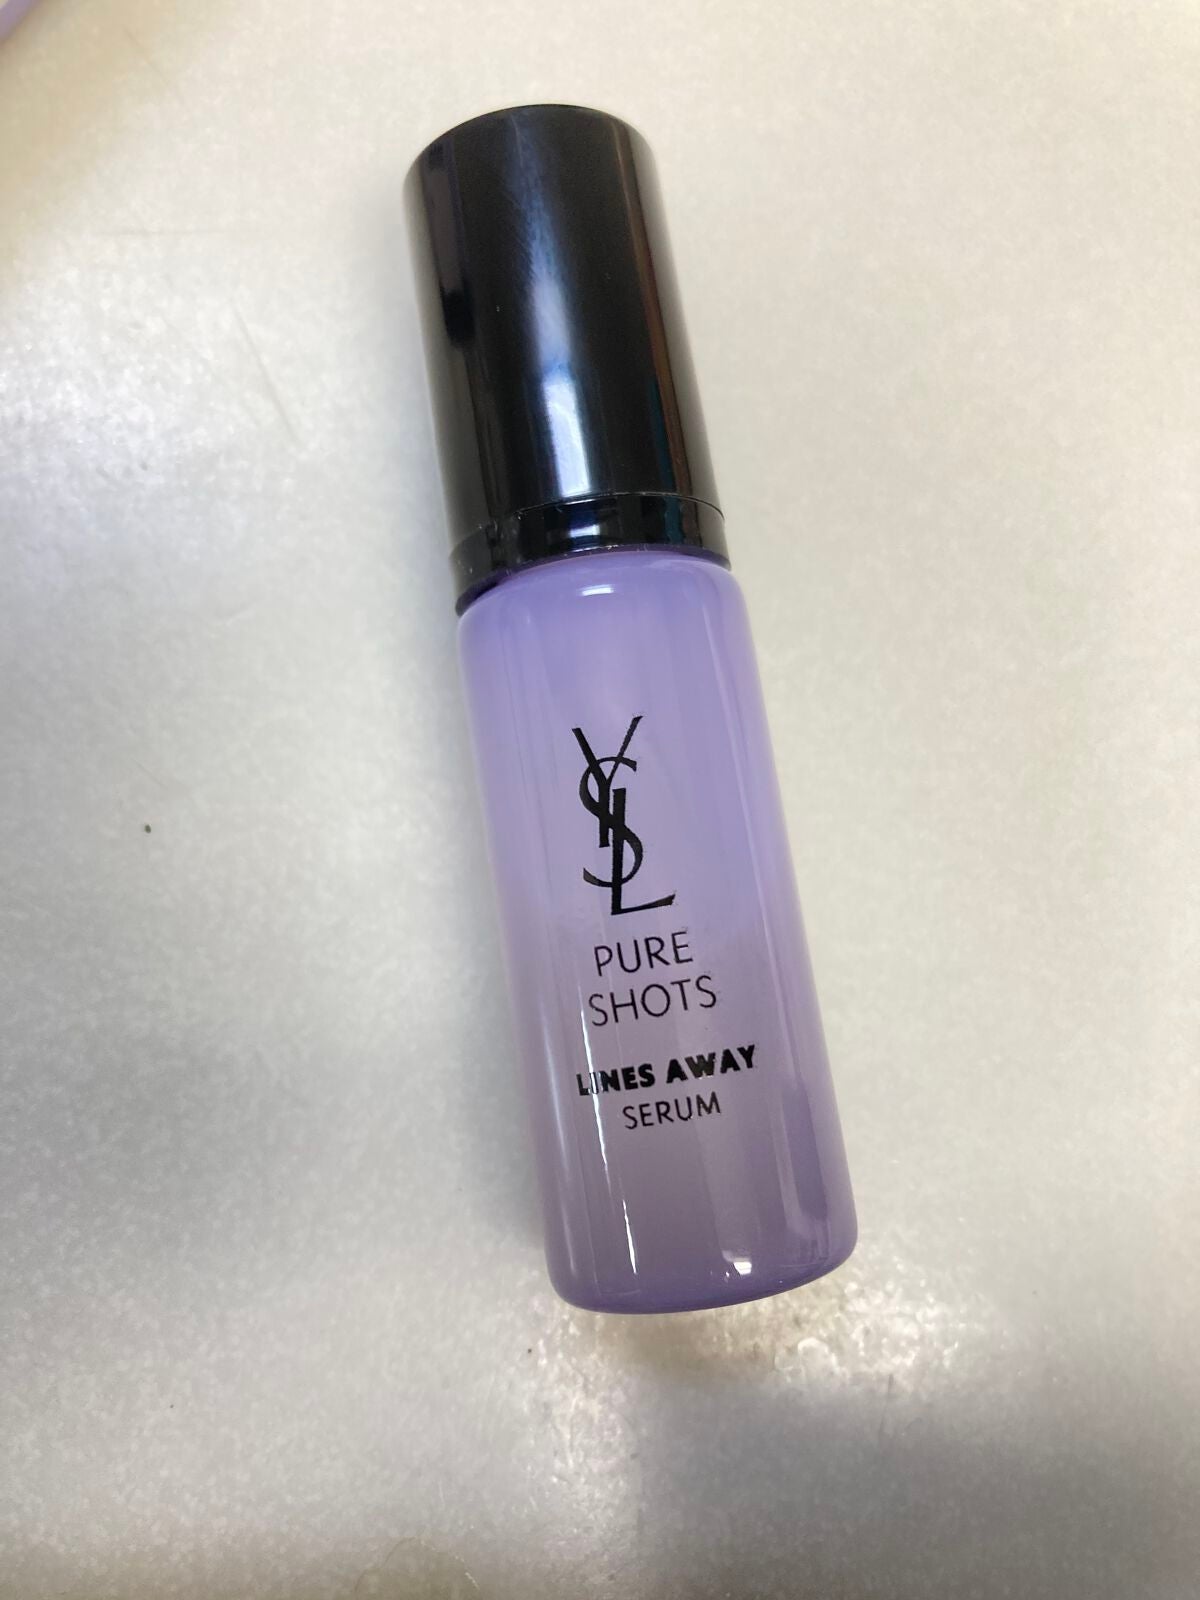 YSL
PURE
SHOTS
LINES AWAY
SERUM